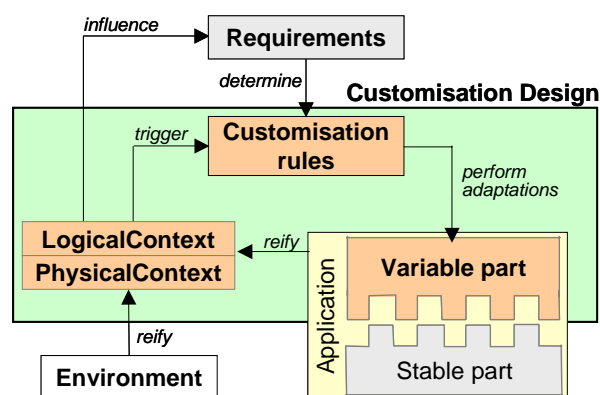 influence
Requirements
determine
Customisation Design
trigger
Customisation
rules
perform
adaptations
LogicalContext
PhysicalContext
reify
Variable part
Application
reify
Stable part
Environment